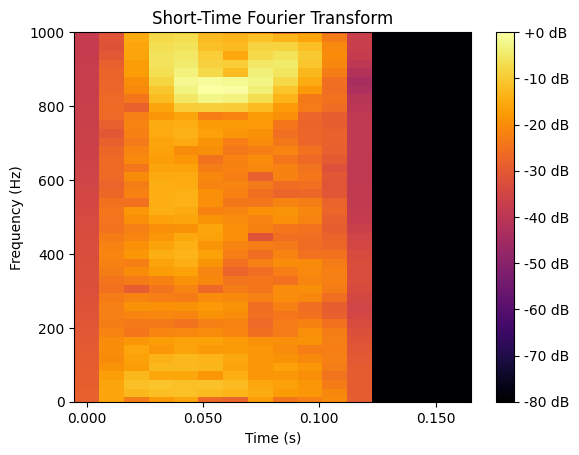 Short-Time Fourier Transform
Frequency (Hz)
1000
800
600
400
200
0
0.000
0.050
0.100
0.150
Time (s)
+0 dB
-10 dB
-20 dB
-30 dB
-40 dB
-50 dB
-60 dB
-70 dB
-80 dB